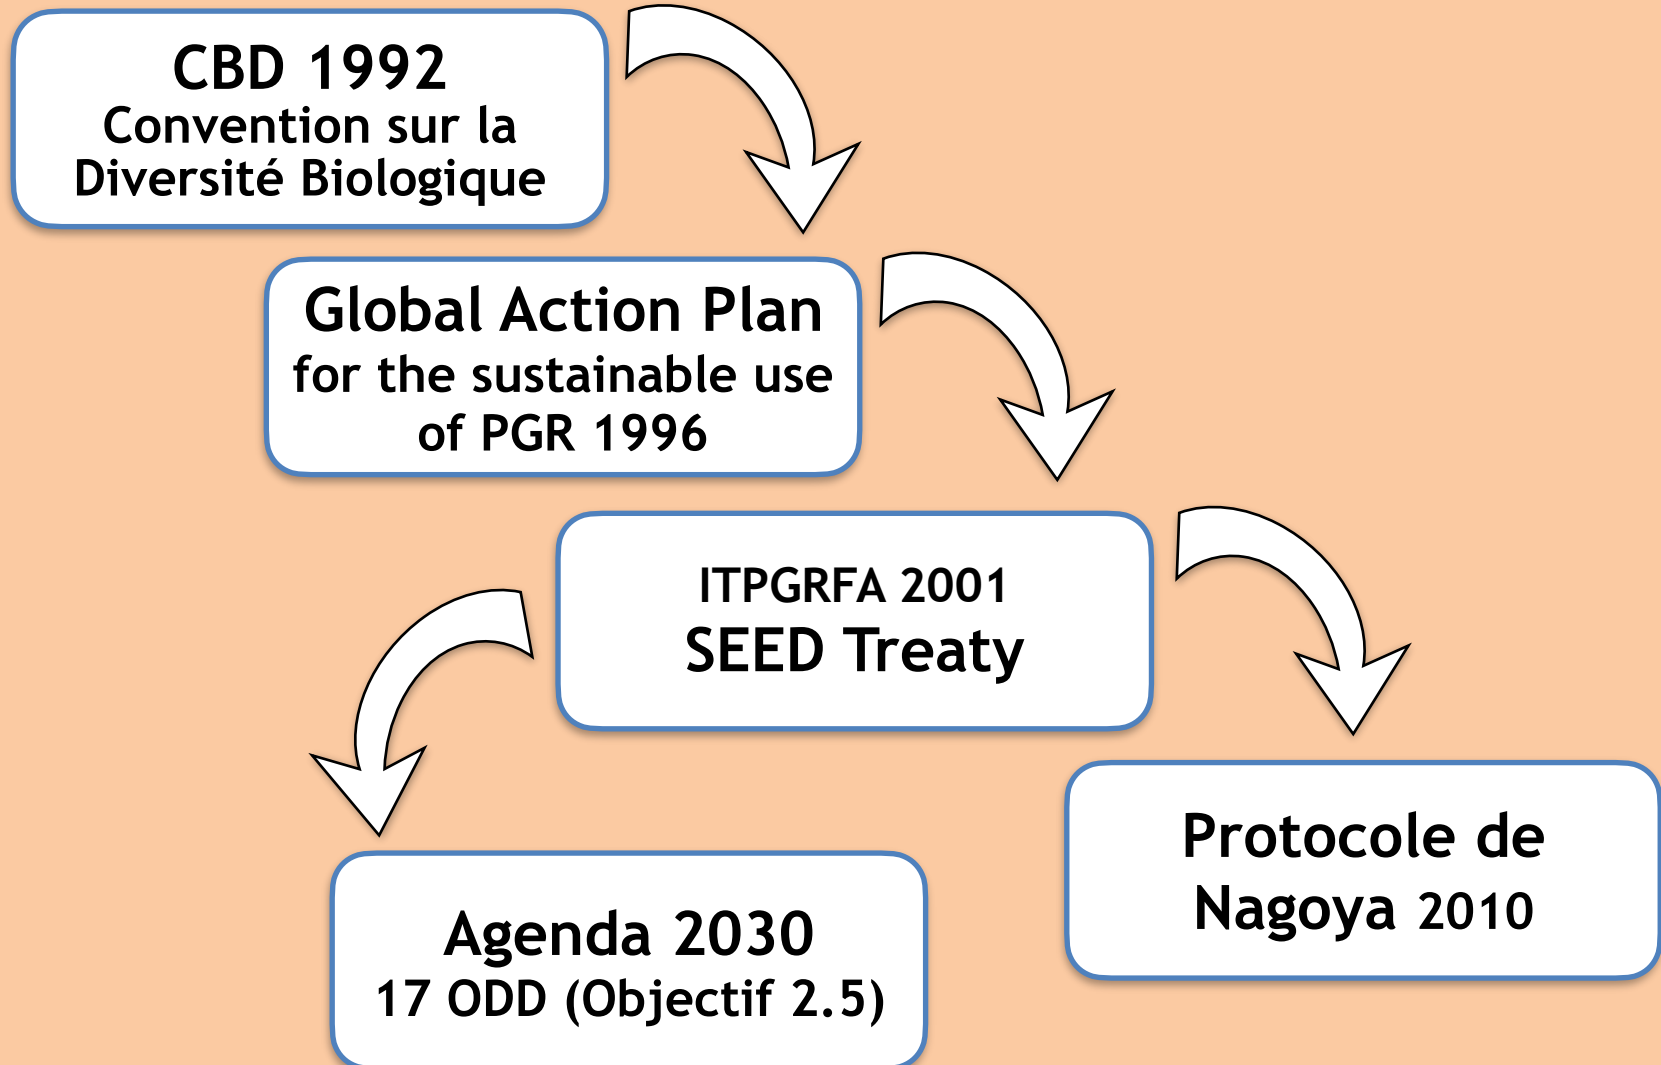 CBD 1992
Convention sur la
Diversité Biologique
Global Action Plan
for the sustainable use
of PGR 1996
ITPGRFA 2001
SEED Treaty
Protocole de
Nagoya 2010
Agenda 2030
17 ODD (Objectif 2.5)